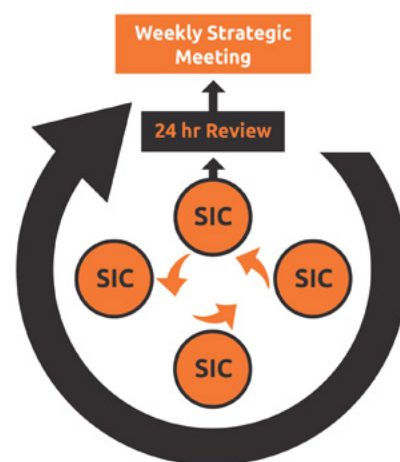 Weekly Strategic
Meeting
24 hr Review
SIC
SIC
SIC
SIC